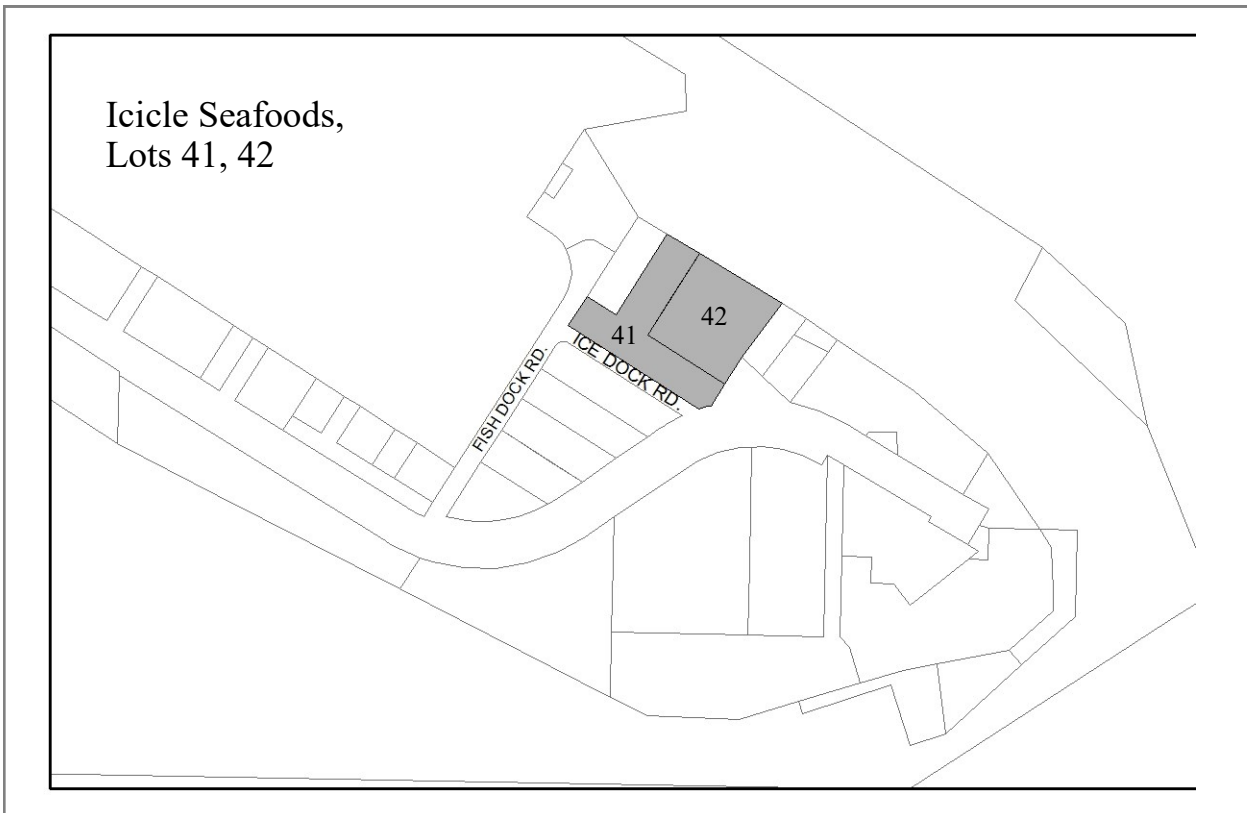 Icicle Seafoods,
Lots 41, 42
42
41
ICE DOCK RD.
FISH DOCK RD.